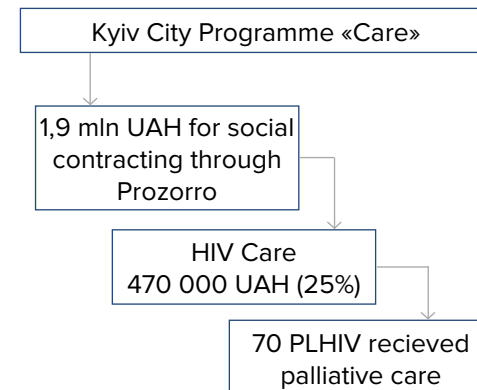 Kyiv City Programme «Care»
1,9 mln UAH for social
contracting through
Prozorro
HIV Care
470 000 UAH (25%)
70 PLHIV recieved
palliative care